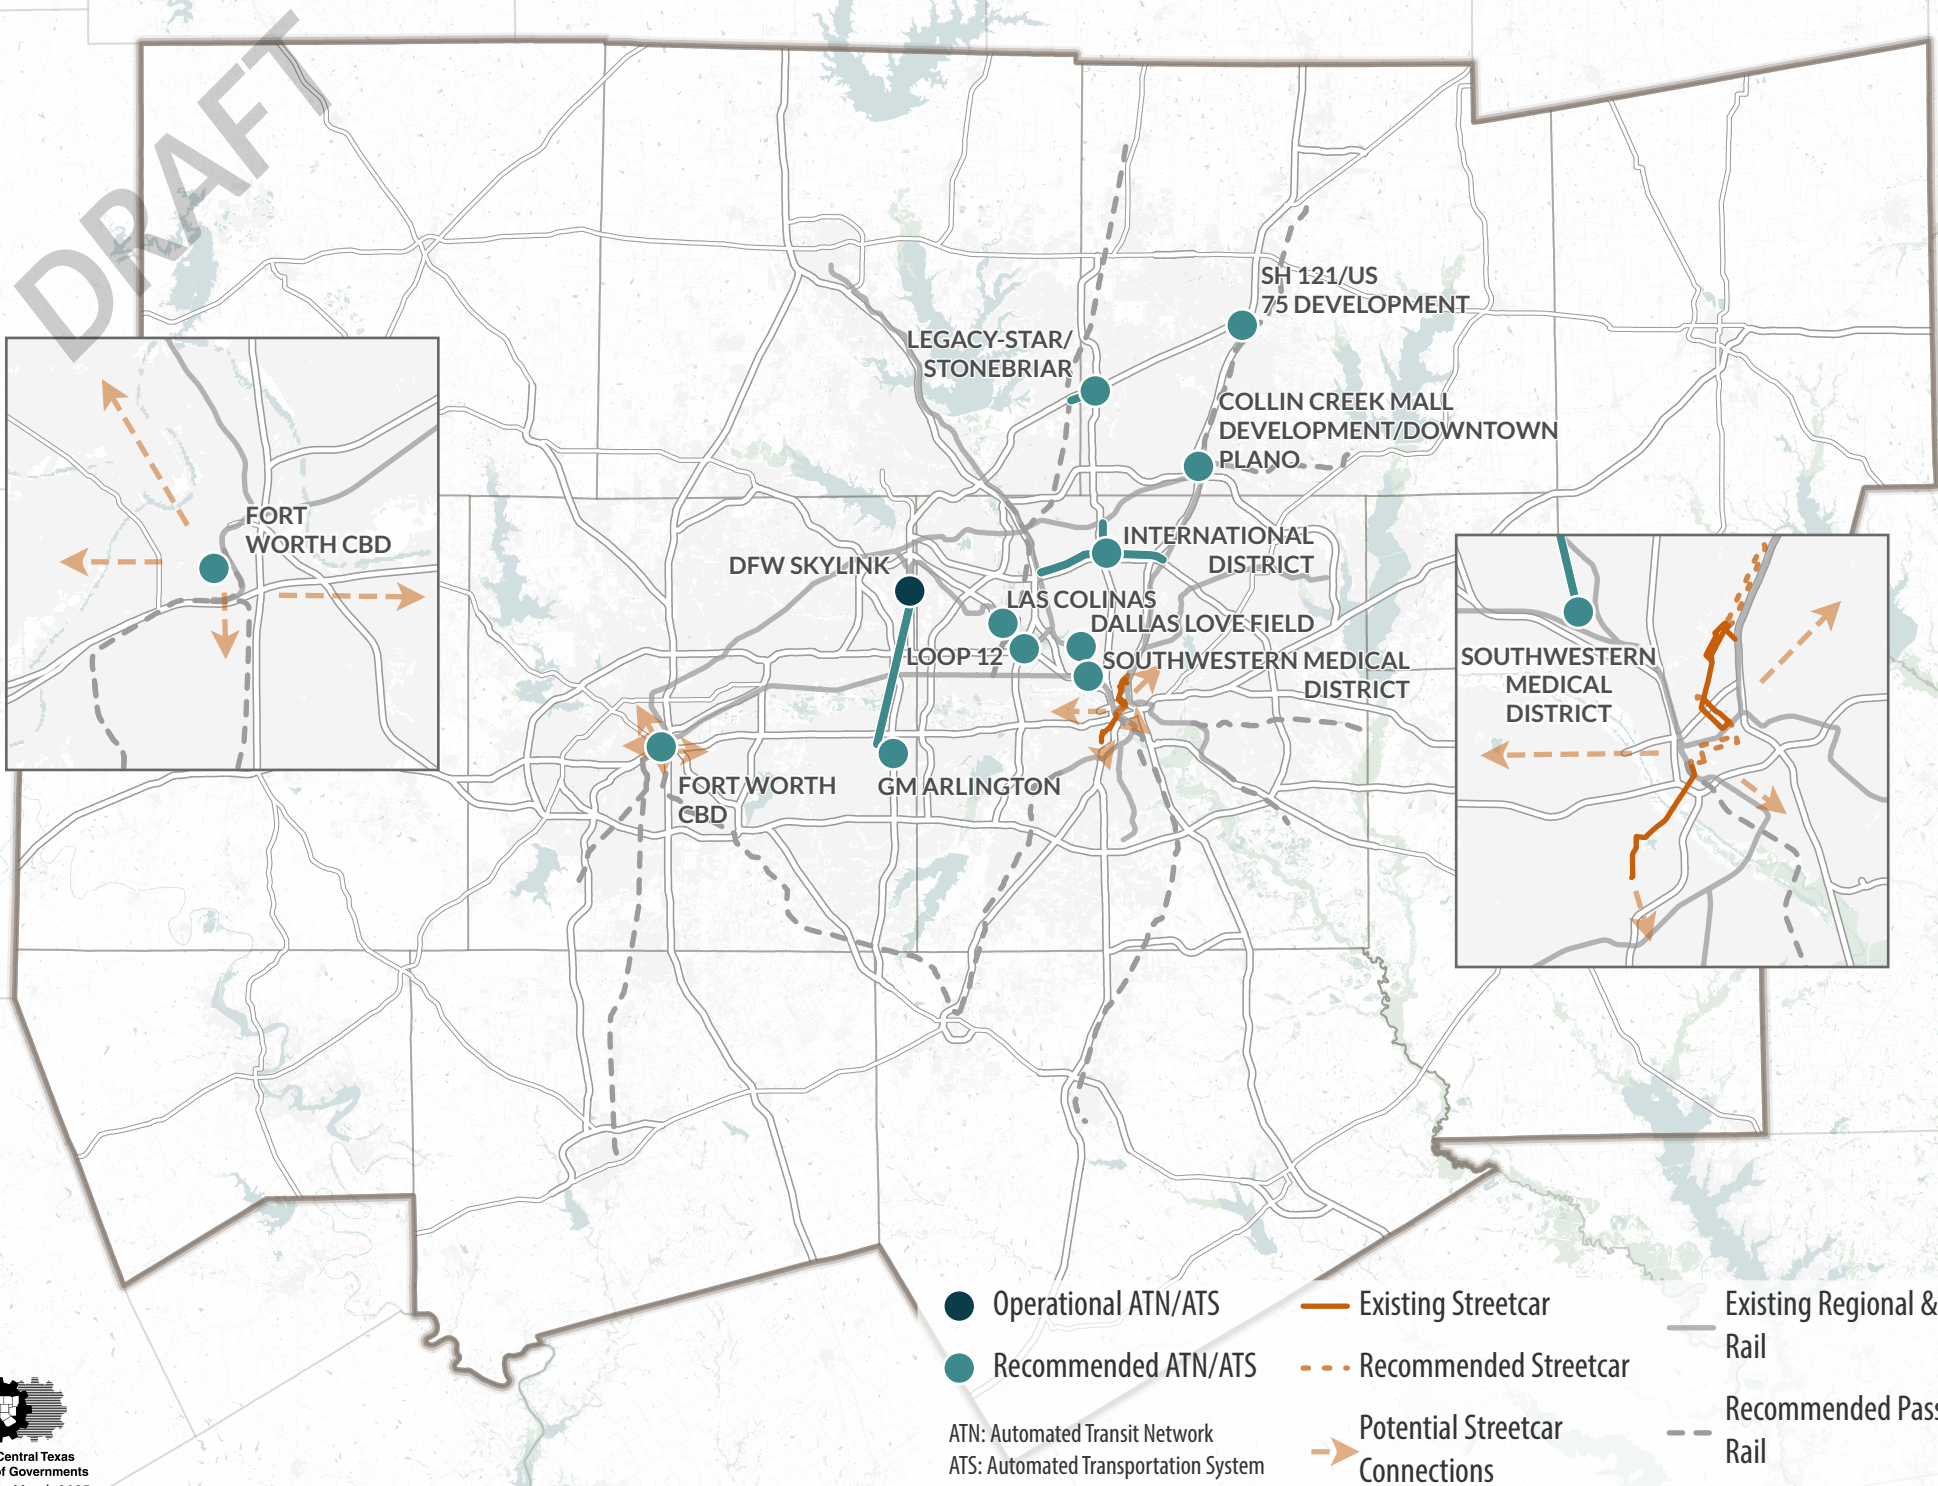 DRAFT
SH 121/US
75 DEVELOPMENT
LEGACY-STAR/
STONEBRIAR
COLLIN CREEK MALL
DEVELOPMENT/DOWNTOWN
PLANO
FORT
WORTH CBD
INTERNATIONAL
DISTRICT
DFW SKYLINK
LAS COLINAS
DALLAS LOVE FIELD
LOOP 12
SOUTHWESTERN MEDICAL
DISTRICT
SOUTHWESTERN
MEDICAL
DISTRICT
FORT WORTH
CBD
GM ARLINGTON
Operational ATN/ATS
Recommended ATN/ATS
ATN: Automated Transit Network
ATS: Automated Transportation System
Existing Streetcar
Recommended Streetcar
Potential Streetcar
Connections
Existing Regional &
Rail
Recommended Pass
Rail
Central Texas
of Governments